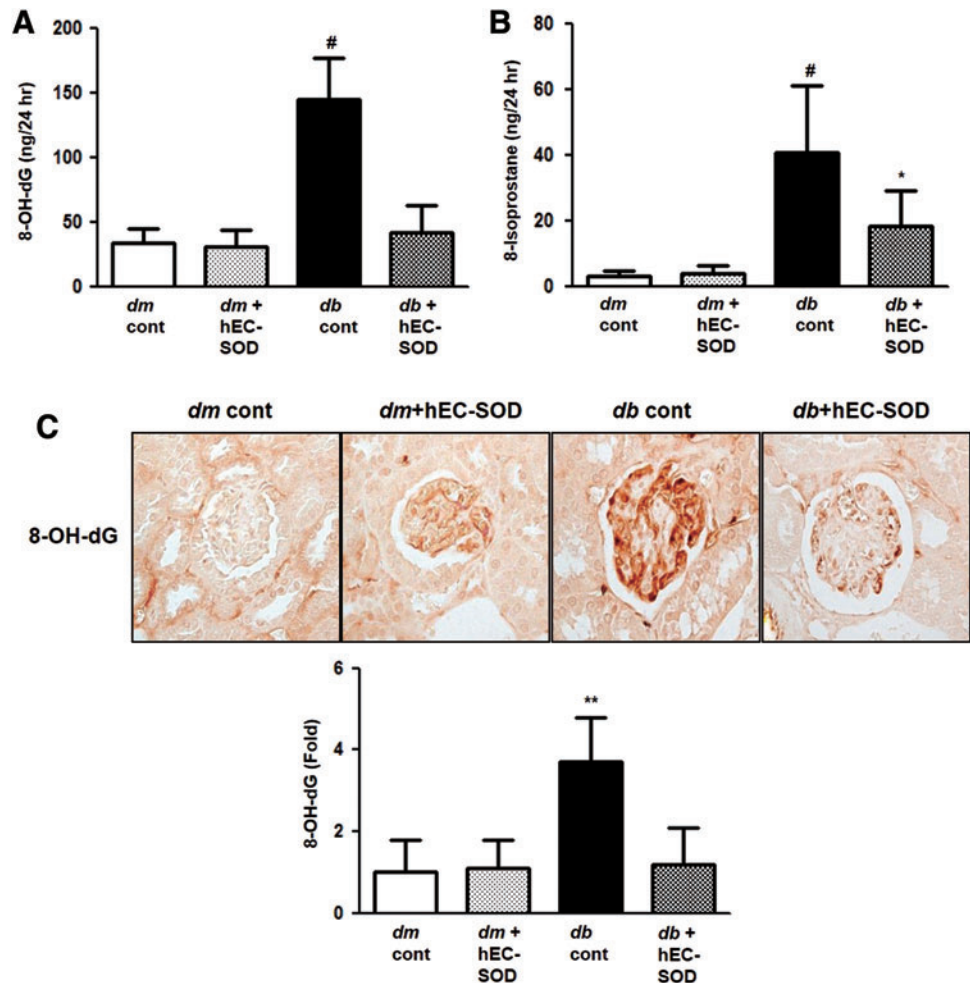 A
8-OH-dG (ng/24 hr)
200
150
100
50
0
#
dm cont
dm + hEC-SOD
db cont
db + hEC-SOD
B
8-Isoprostane (ng/24 hr)
80
60
40
20
0
#
*
dm cont
dm + hEC-SOD
db cont
db + hEC-SOD
C
dm cont
dm+hEC-SOD
db cont
db+hEC-SOD
8-OH-dG
8-OH-dG (Fold)
6
4
2
0
**
dm cont
dm + hEC-SOD
db cont
db + hEC-SOD